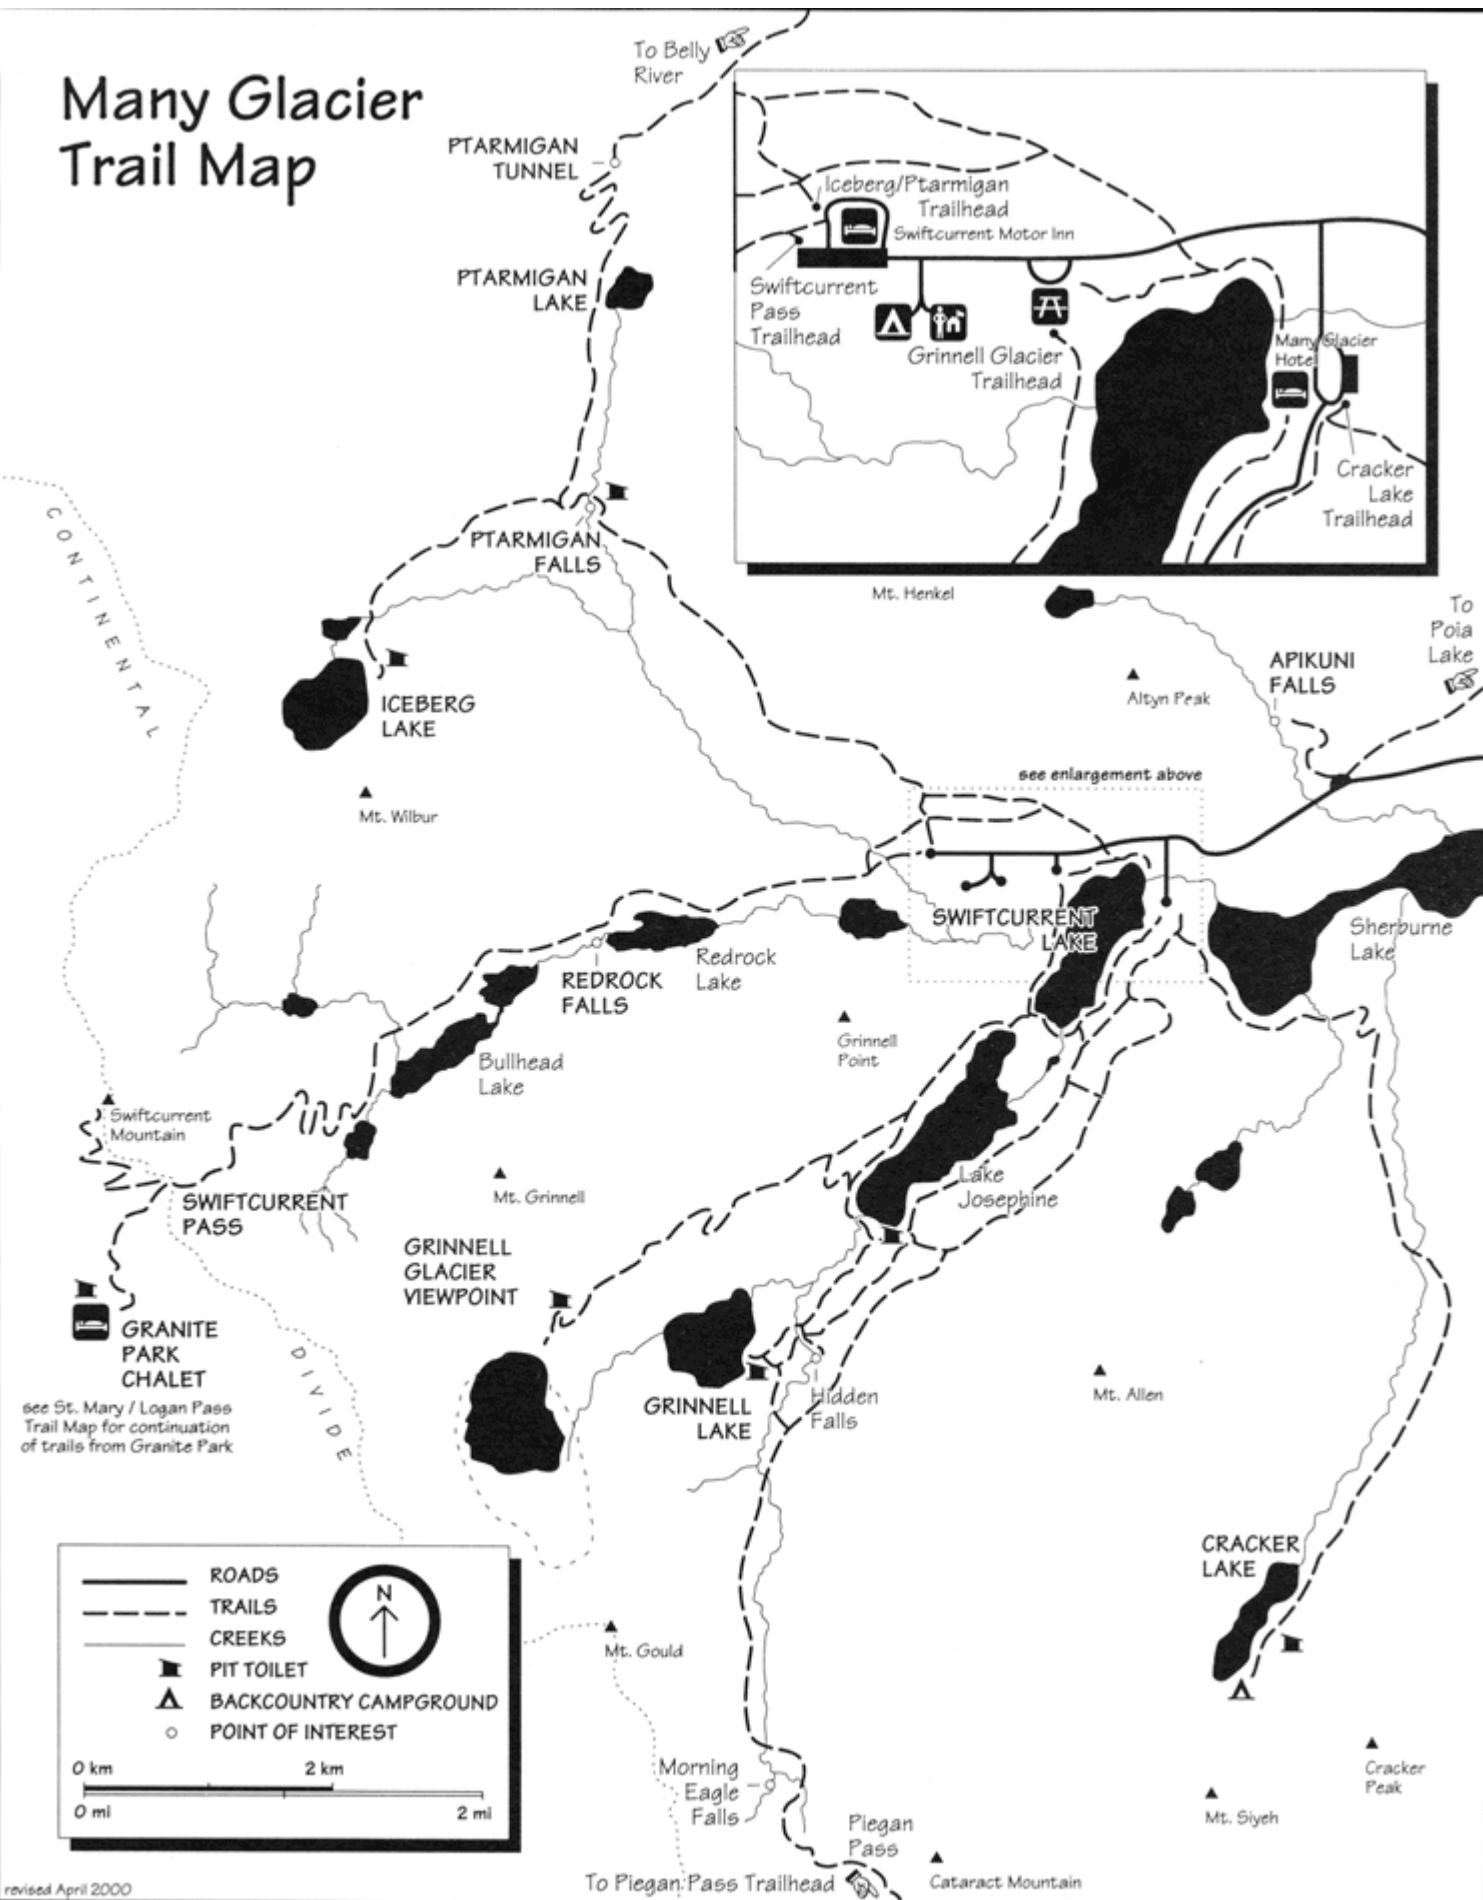 Many Glacier
Trail Map
To Belly
River
PTARMIGAN
TUNNEL
PTARMIGAN
LAKE
Iceberg/Ptarmigan
Trailhead
Swiftcurrent Motor Inn
Swiftcurrent
Pass
Trailhead
Grinnell Glacier
Trailhead
Many Glacier
Hotel
Cracker
Lake
Trailhead
PTARMIGAN
FALLS
CONTINENTAL
Mt. Henkel
To
Poia
Lake
APIKUNI
FALLS
Altyn Peak
ICEBERG
LAKE
Mt. Wilbur
see enlargement above
SWIFTCURRENT
LAKE
Sherburne
Lake
Redrock
Lake
REDROCK
FALLS
Grinnell
Point
Bullhead
Lake
Swiftcurrent
Mountain
Mt. Grinnell
Lake
Josephine
SWIFTCURRENT
PASS
GRINNELL
GLACIER
VIEWPOINT
GRANITE
PARK
CHALET
see St. Mary / Logan Pass
Trail Map for continuation
of trails from Granite Park
DIVIDE
GRINNELL
LAKE
Hidden
Falls
Mt. Allen
CRACKER
LAKE
ROADS
TRAILS
CREEKS
PIT TOILET
BACKCOUNTRY CAMPGROUND
POINT OF INTEREST
N
0 km
2 km
0 mi
2 mi
Mt. Gould
Morning
Eagle
Falls
Piegan
Pass
To Piegan Pass Trailhead
Cataract Mountain
Mt. Siyeh
Cracker
Peak
revised April 2000